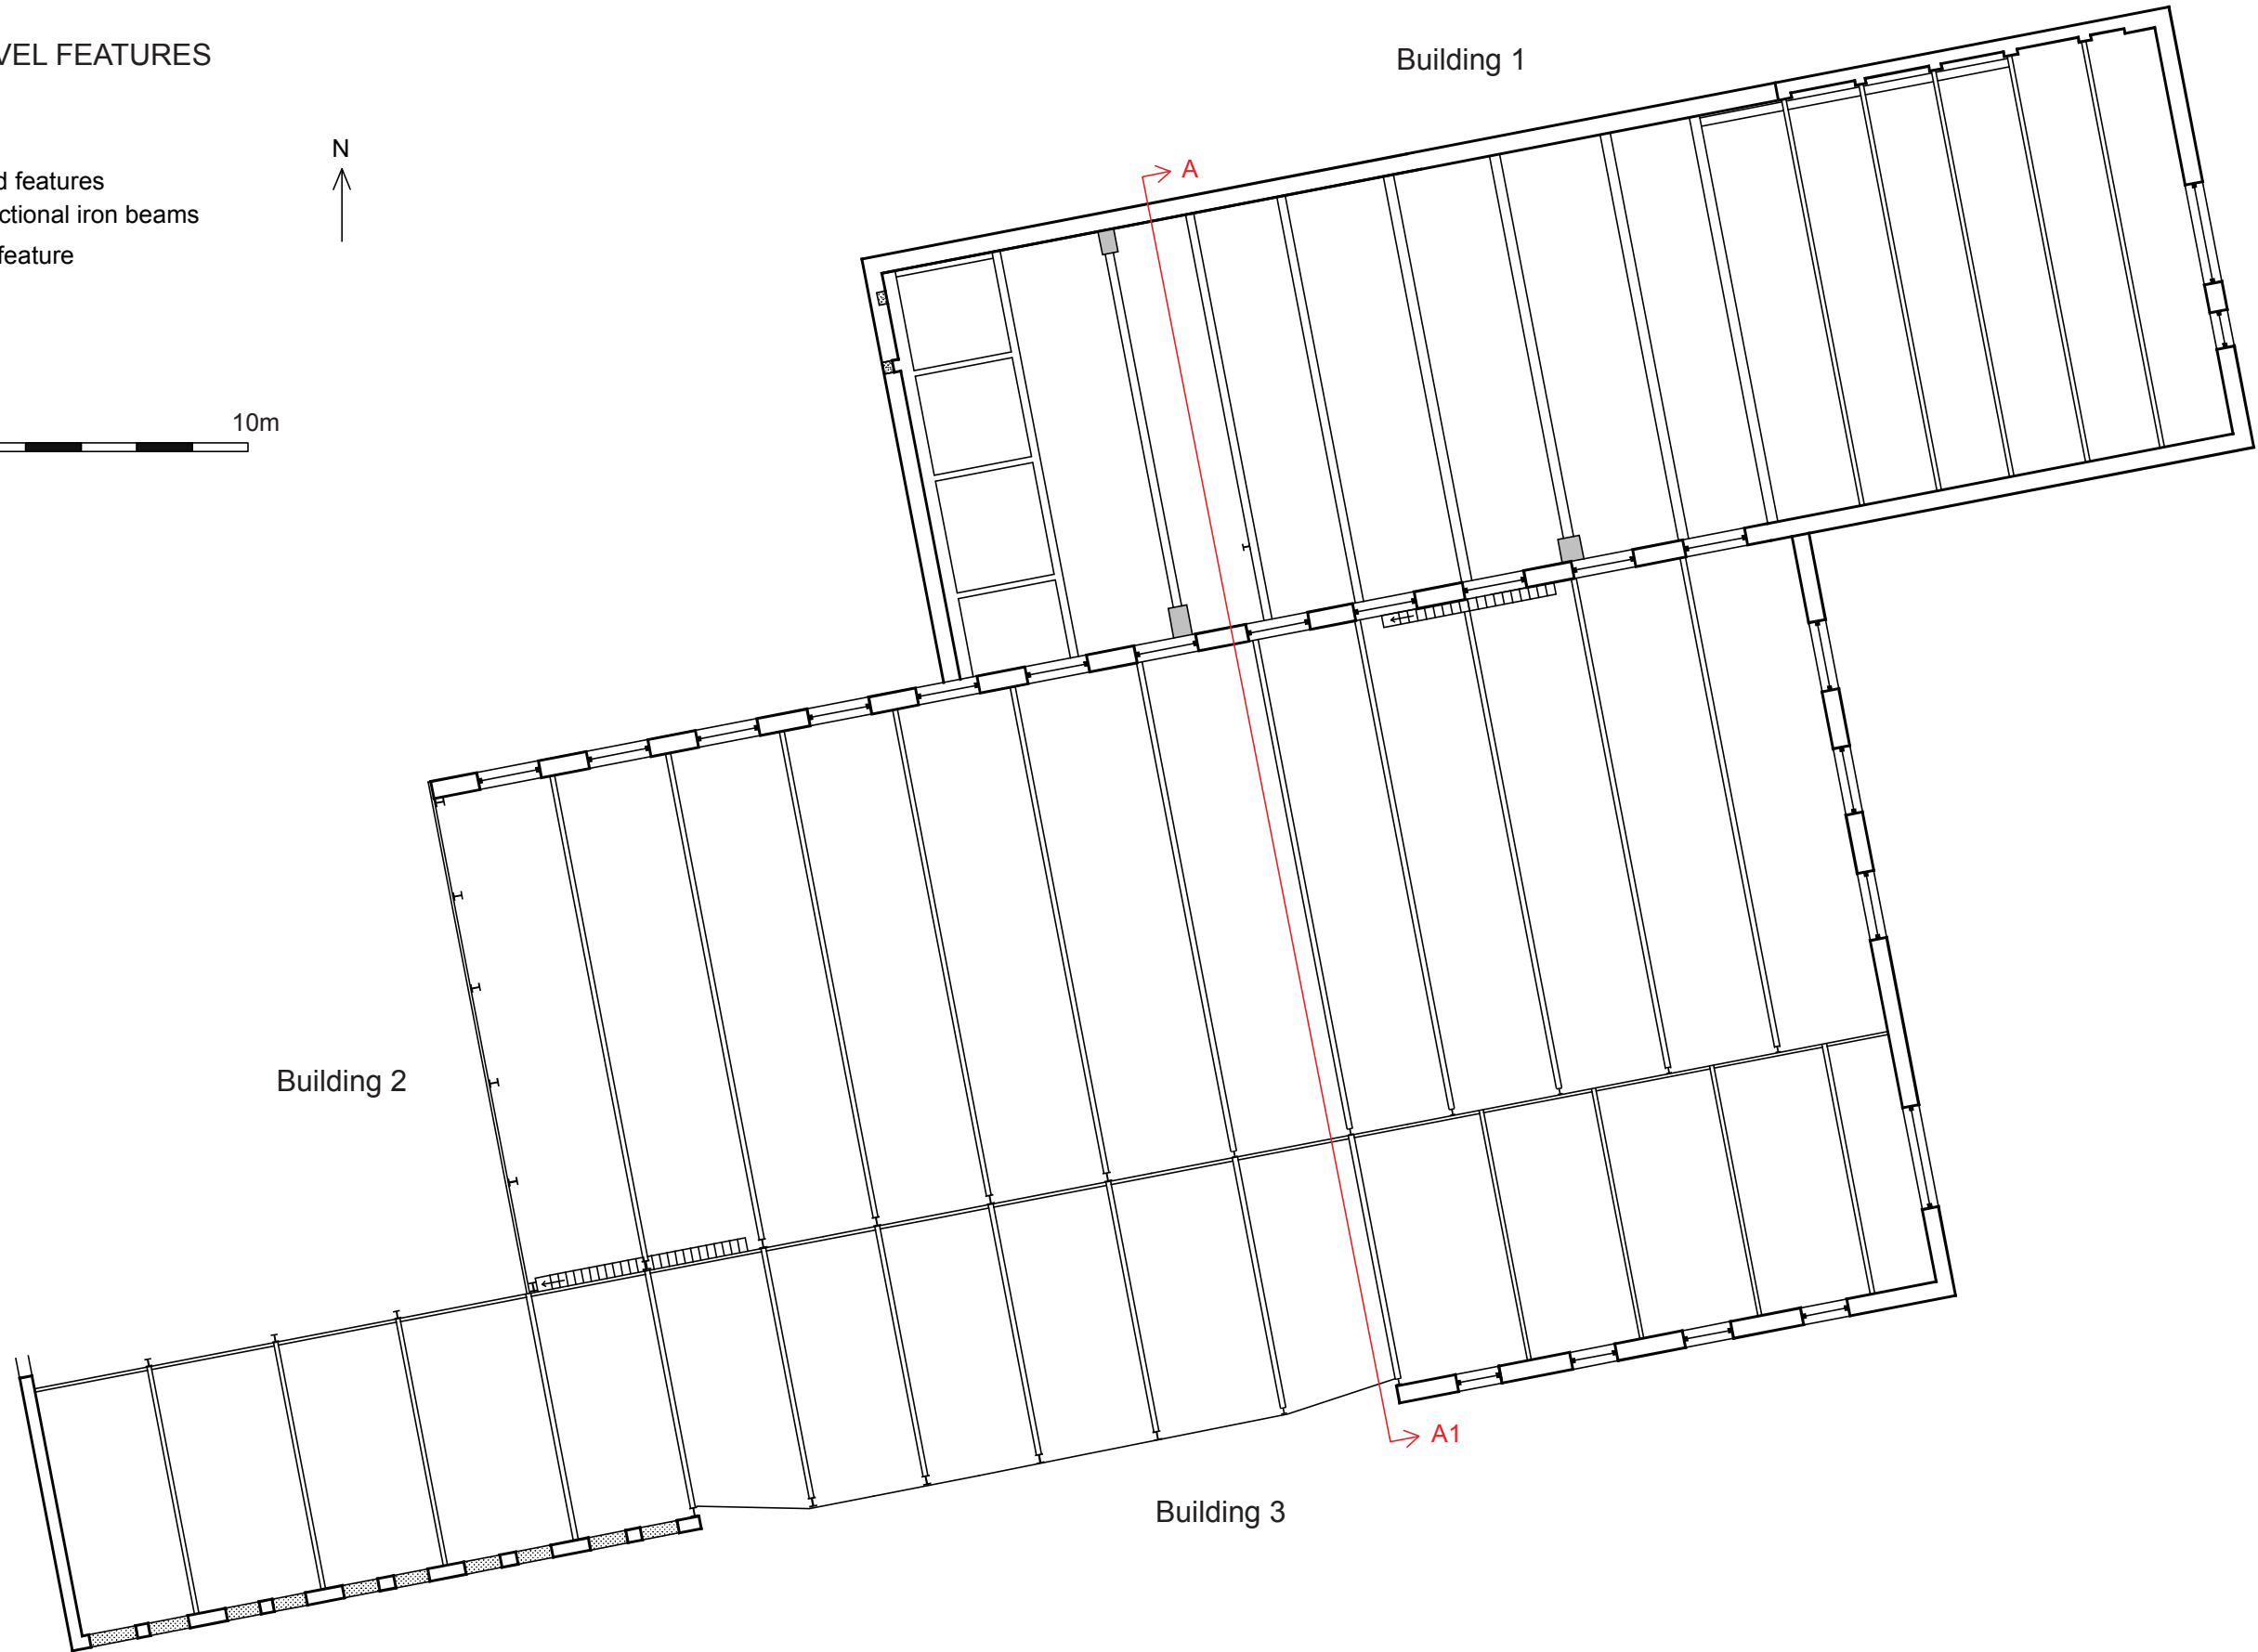 VEL FEATURES
Building 1
N
A
d features
ctional iron beams
feature
10m
Building 2
A1
Building 3